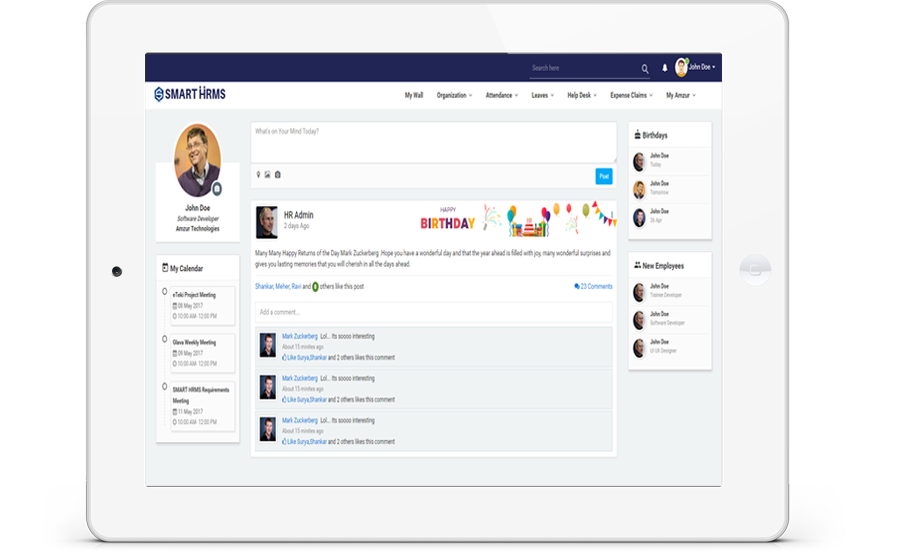 Search here
John Doe
SMART HRMS
My Wall Organization Attendance Leaves Help Desk Expense Claims My Amzur
John Doe
Software Developer
Amzur Technologies
My Calendar
eTeki Project Meeting
08 May 2017
10:00 AM 12:00 PM
Glava Weekly Meeting
09 May 2017
10:00 AM 12:00 PM
SMART HRMS Requirements
Meeting
11 May 2017
10:00 AM 12:00 PM
What's on Your Mind Today?
Post
HR Admin
2 days Ago
HAPPY
BIRTHDAY
Many Many Happy Returns of the Day Mark Zuckerberg. Hope you have a wonderful day and that the year ahead is filled with joy, many wonderful surprises and
gives you lasting memories that you will cherish in all the days ahead.
Shankar, Meher, Ravi and others like this post
23 Comments
Add a comment...
Mark Zuckerberg Lol... Its soooo interesting
About 15 mintes ago
Like Surya,Shankar and 2 others likes this comment
Mark Zuckerberg Lol... Its soooo interesting
About 15 mintes ago
Like Surya,Shankar and 2 others likes this comment
Mark Zuckerberg Lol... Its soooo interesting
About 15 mintes ago
Like Surya,Shankar and 2 others likes this comment
Birthdays
John Doe
Today
John Doe
Tomorrow
John Doe
26 Apr
New Employees
John Doe
Trainee Developer
John Doe
Software Developer
John Doe
UI UX Designer